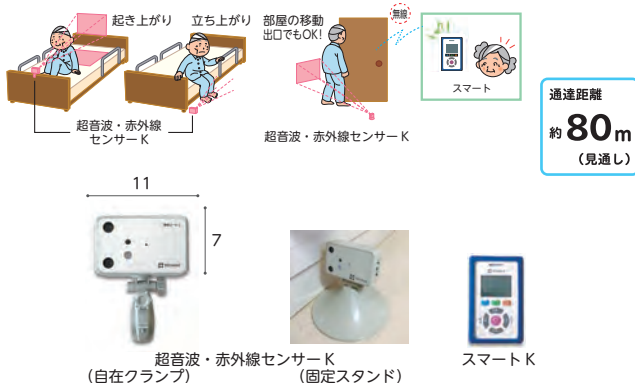 起き上がり
立ち上がり
部屋の移動
出口でもOK!
無線
スマート
超音波・赤外線
センサーK
超音波・赤外線センサーK
通達距離
約80m
(見通し)
11
7
超音波・赤外線センサーK
(自在クランプ)
(固定スタンド)
スマートK